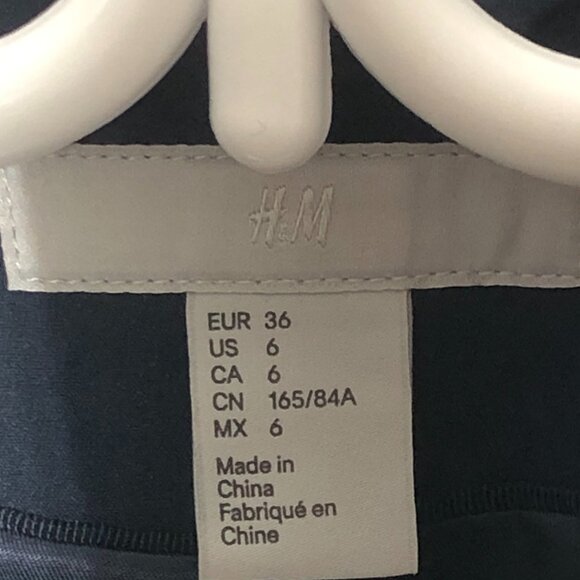 H&M
EUR 36
US 6
CA 6
CN 165/84A
MX 6
Made in
China
Fabriqué en
Chine